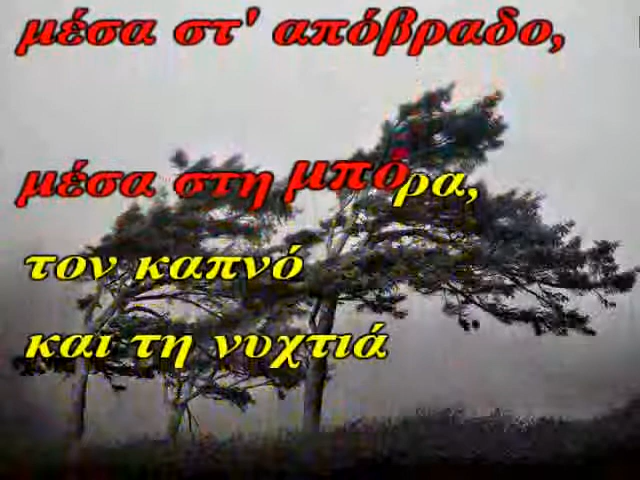 μέσα στ' απόβραδο,
μέσα στη μπόρα,
τον καπνό
και τη νυχτιά